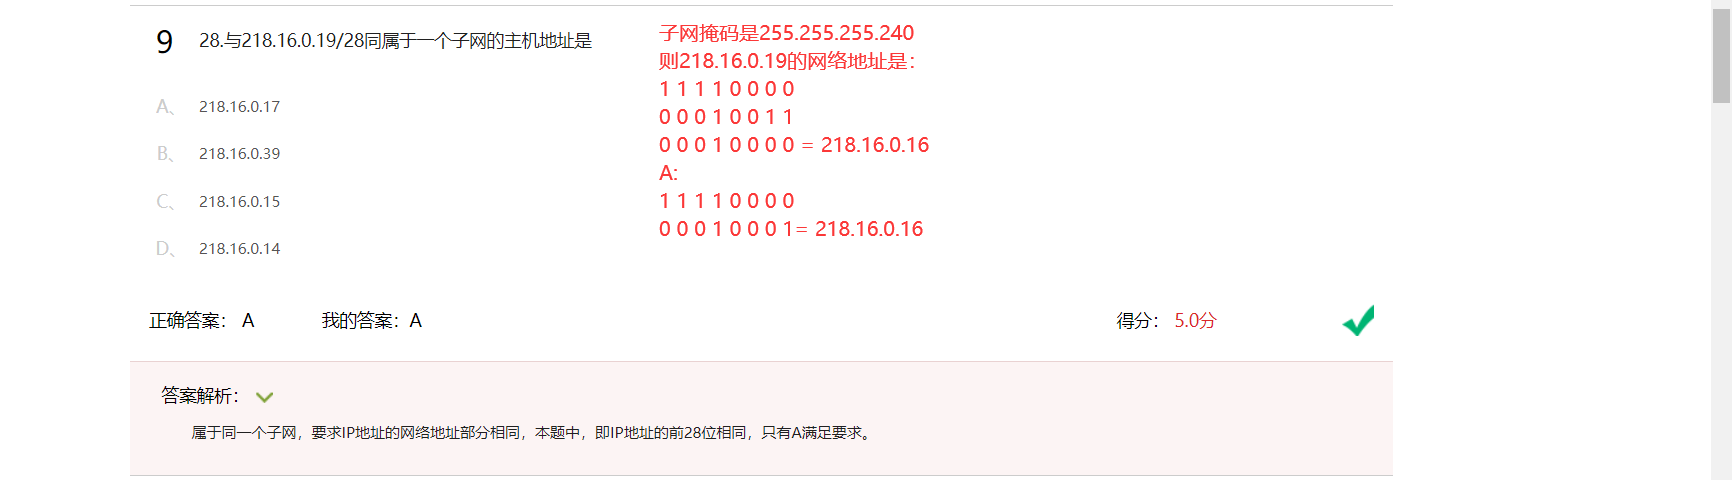 9
28.与218.16.0.19/28同属于一个子网的主机地址是
A、 218.16.0.17
B、 218.16.0.39
C、 218.16.0.15
D、 218.16.0.14
子网掩码是255.255.255.240
则218.16.0.19的网络地址是：
1 1 1 1 0 0 0 0
0 0 0 1 0 0 1 1
0 0 0 1 0 0 0 0 = 218.16.0.16
A:
1 1 1 1 0 0 0 0
0 0 0 1 0 0 0 1= 218.16.0.16
正确答案： A 我的答案：A 得分： 5.0分
答案解析：
属于同一个子网，要求IP地址的网络地址部分相同，本题中，即IP地址的前28位相同，只有A满足要求。